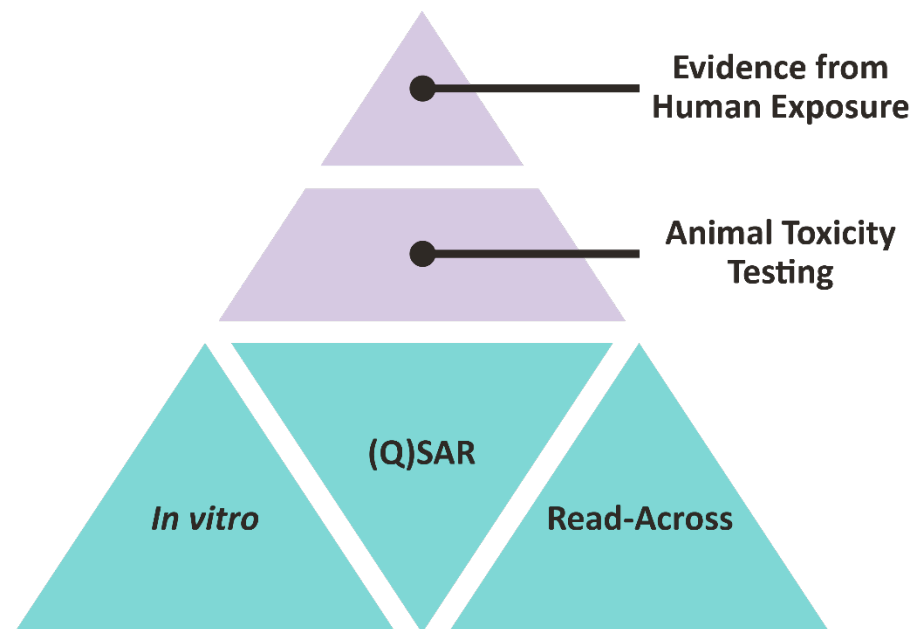 Evidence from
Human Exposure
Animal Toxicity
Testing
(Q)SAR
In vitro
Read-Across